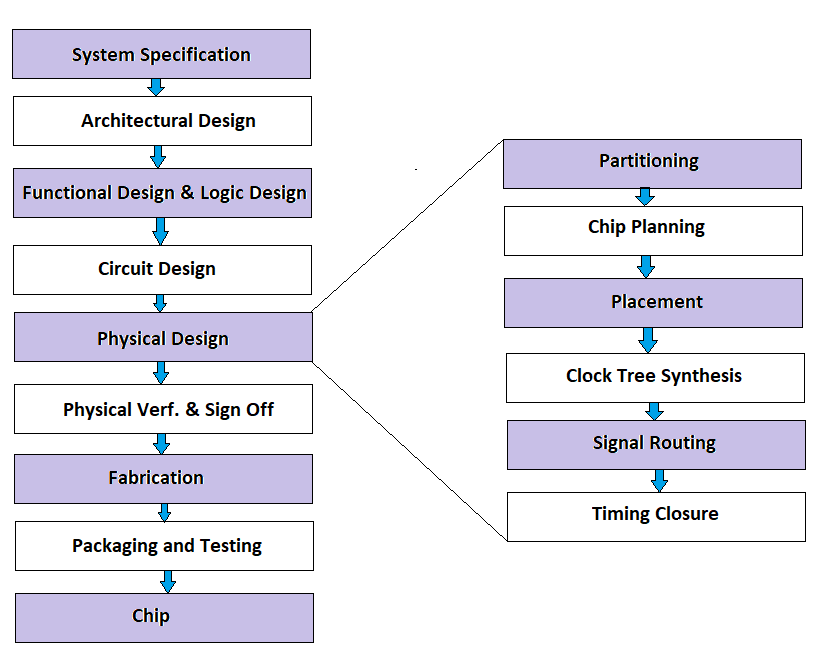 System Specification
Architectural Design
Functional Design & Logic Design
Circuit Design
Physical Design
Physical Verf. & Sign Off
Fabrication
Packaging and Testing
Chip
Partitioning
Chip Planning
Placement
Clock Tree Synthesis
Signal Routing
Timing Closure